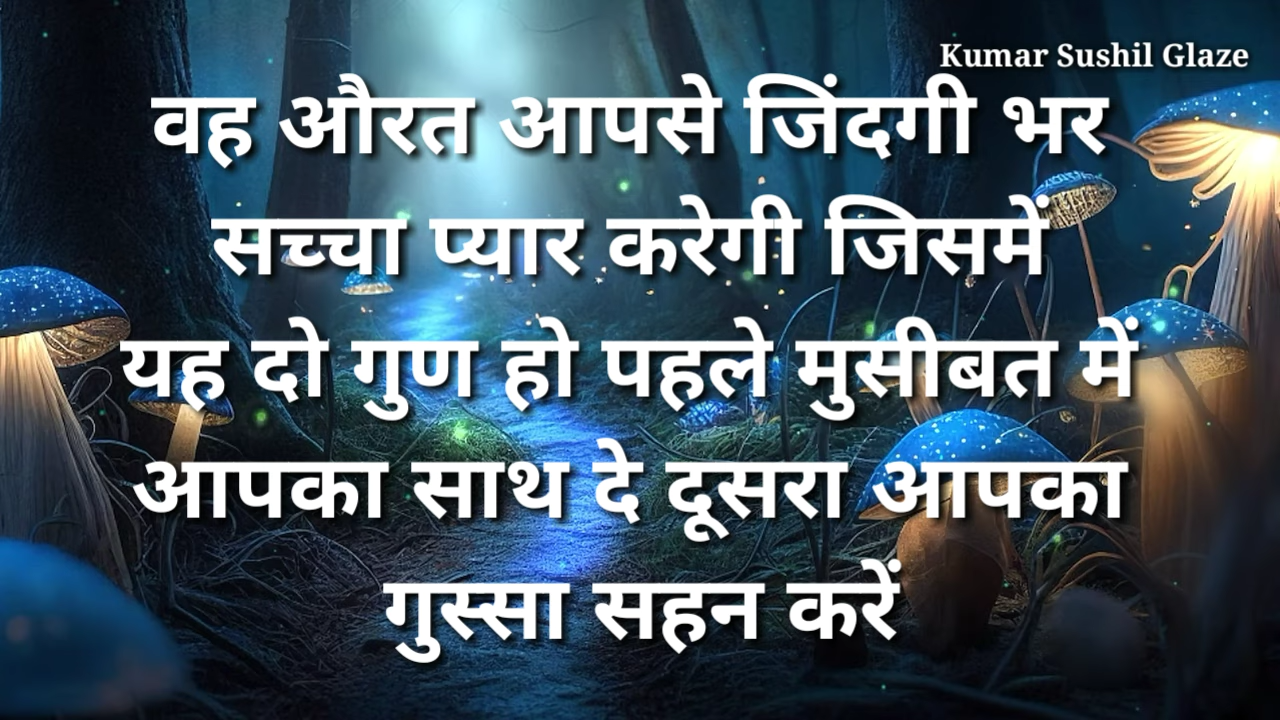 Kumar Sushil Glaze
वह औरत आपसे जिंदगी भर
सच्चा प्यार करेगी जिसमें
यह दो गुण हो पहले मुसीबत में
आपका साथ दे दूसरा आपका
गुस्सा सहन करें